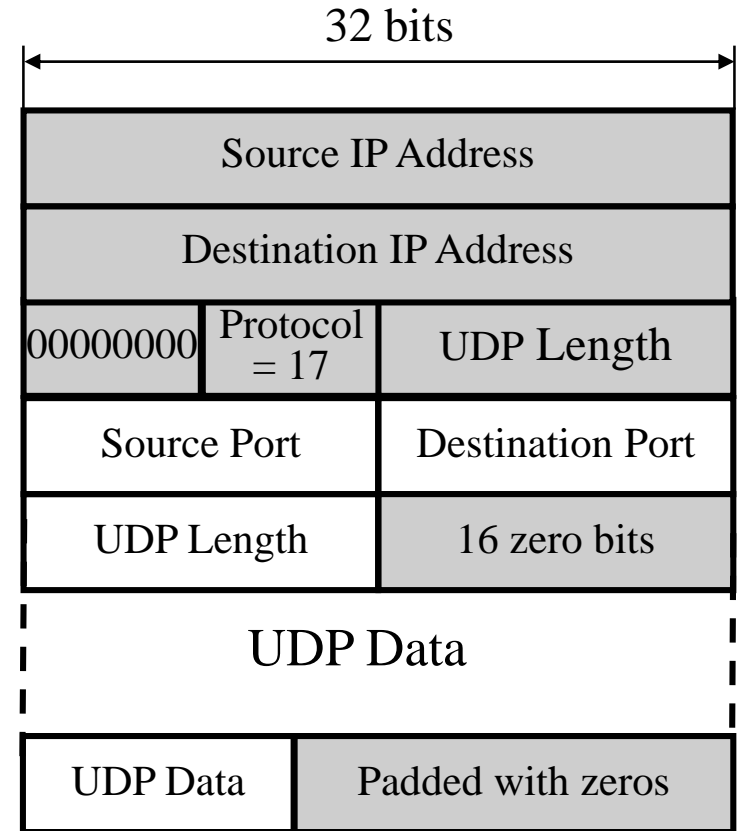 32 bits
Source IP Address
Destination IP Address
00000000
Protocol
= 17
UDP Length
Source Port
Destination Port
UDP Length
16 zero bits
UDP Data
UDP Data
Padded with zeros